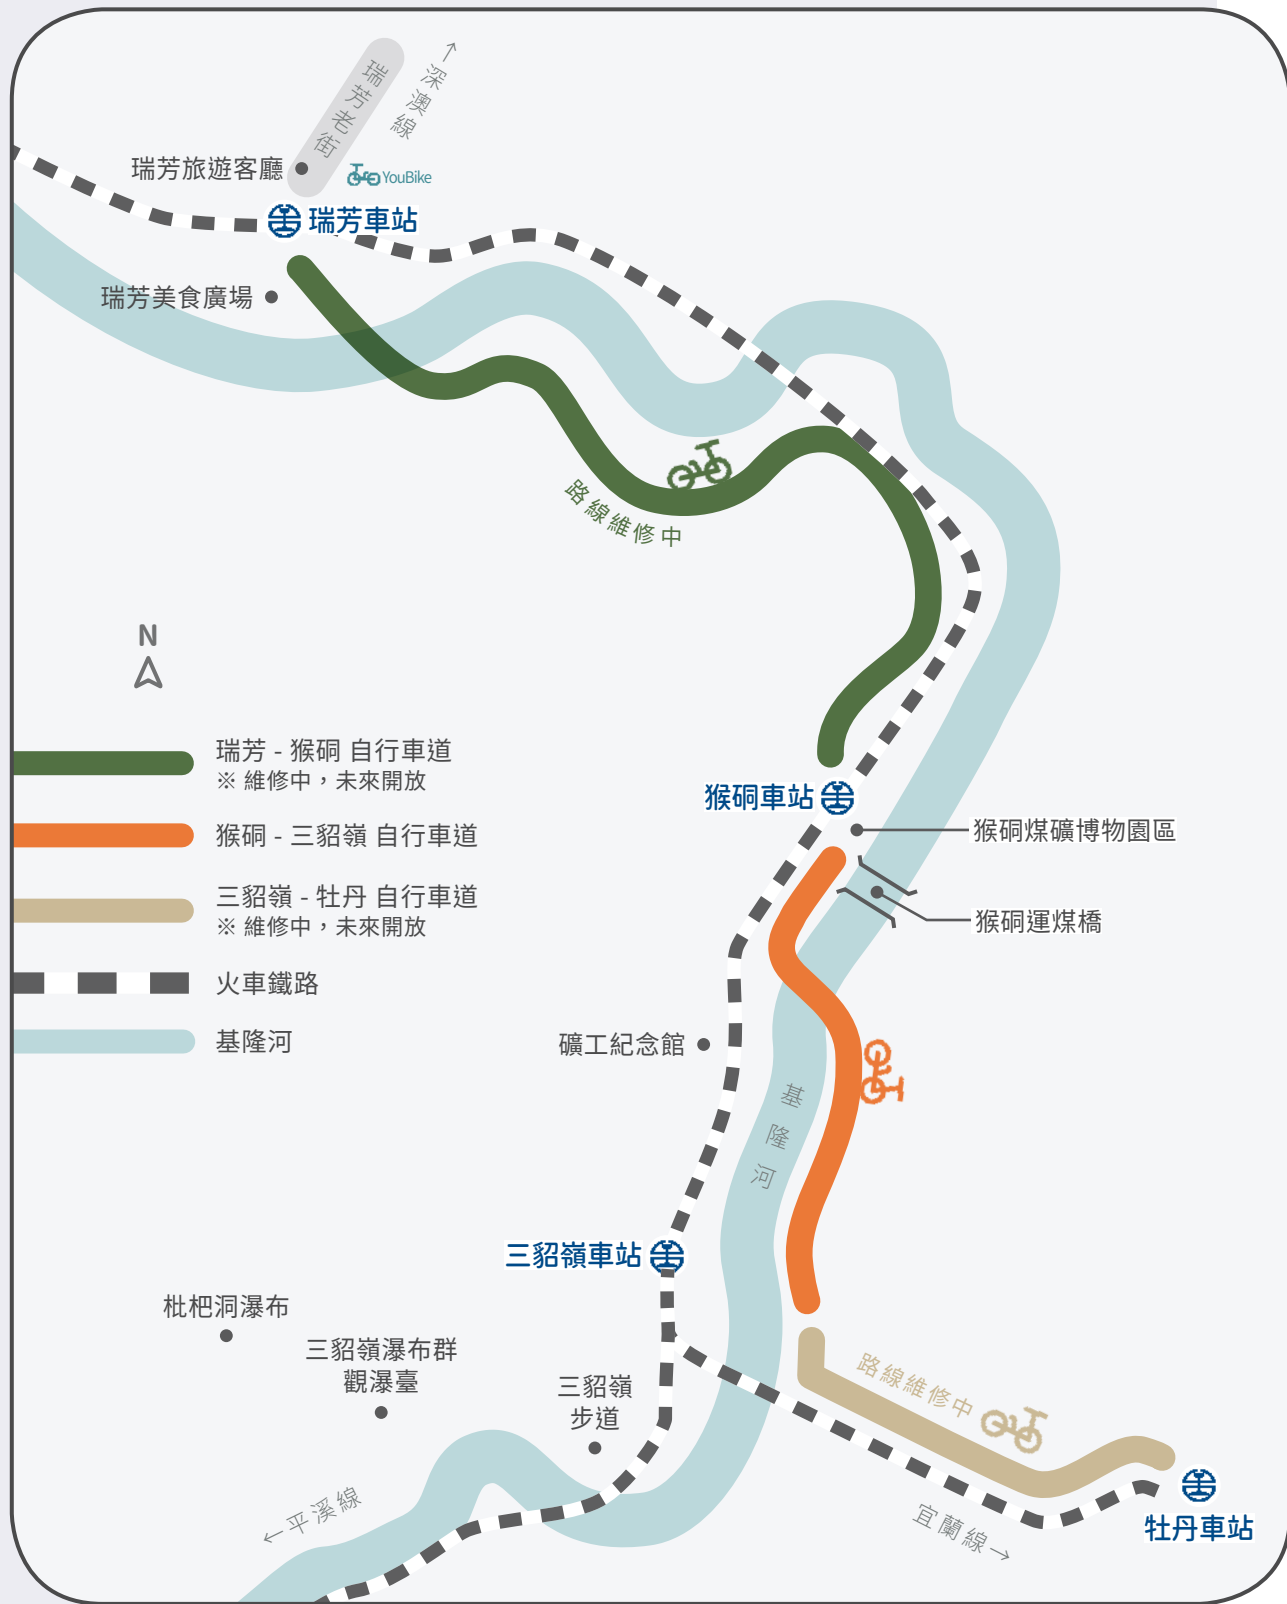 ↑深澳線
瑞芳老街
瑞芳旅遊客廳
YouBike
瑞芳車站
瑞芳美食廣場
路線維修中
N
瑞芳 - 猴硐 自行車道
※ 維修中，未來開放
猴硐 - 三貂嶺 自行車道
三貂嶺 - 牡丹 自行車道
※ 維修中，未來開放
火車鐵路
基隆河
猴硐車站
猴硐煤礦博物園區
猴硐運煤橋
礦工紀念館
基隆河
三貂嶺車站
枇杷洞瀑布
三貂嶺瀑布群
觀瀑臺
三貂嶺
步道
路線維修中
←平溪線
宜蘭線→
牡丹車站